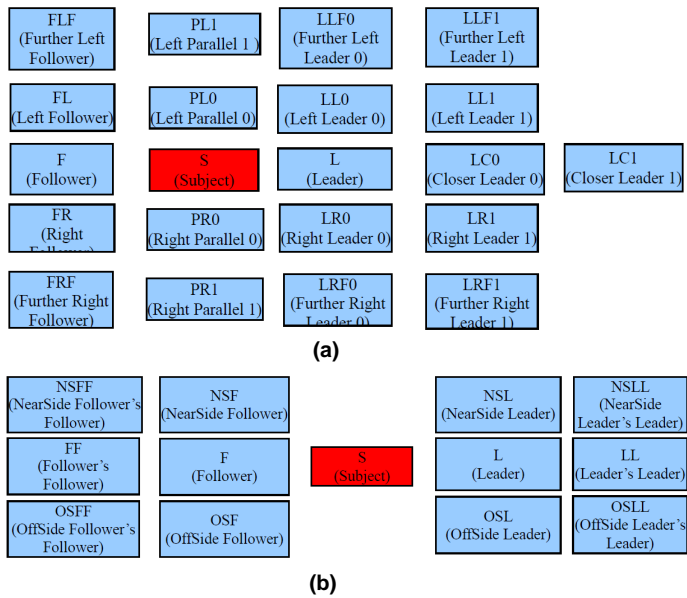 FLF
(Further Left
Follower)
PL1
(Left Parallel 1 )
LLF0
(Further Left
Leader 0)
LLF1
(Further Left
Leader 1)
FL
(Left Follower)
PL0
(Left Parallel 0)
LL0
(Left Leader 0)
LL1
(Left Leader 1)
F
(Follower)
S
(Subject)
L
(Leader)
LC0
(Closer Leader 0)
LC1
(Closer Leader 1)
FR
(Right
Follower)
PR0
(Right Parallel 0)
LR0
(Right Leader 0)
LR1
(Right Leader 1)
FRF
(Further Right
Follower)
PR1
(Right Parallel 1)
LRF0
(Further Right
Leader 0)
LRF1
(Further Right
Leader 1)
(a)
NSFF
(NearSide Follower's
Follower)
NSF
(NearSide Follower)
NSL
(NearSide Leader)
NSLL
(NearSide
Leader's Leader)
FF
(Follower's
Follower)
F
(Follower)
S
(Subject)
L
(Leader)
LL
(Leader's Leader)
OSFF
(OffSide Follower's
Follower)
OSF
(OffSide Follower)
OSL
(OffSide Leader)
OSLL
(OffSide Leader's
Leader)
(b)